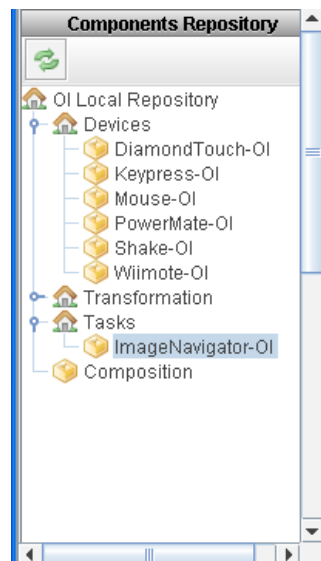 Components Repository
OI Local Repository
Devices
DiamondTouch-OI
Keypress-OI
Mouse-OI
PowerMate-OI
Shake-OI
Wiimote-OI
Transformation
Tasks
ImageNavigator-OI
Composition